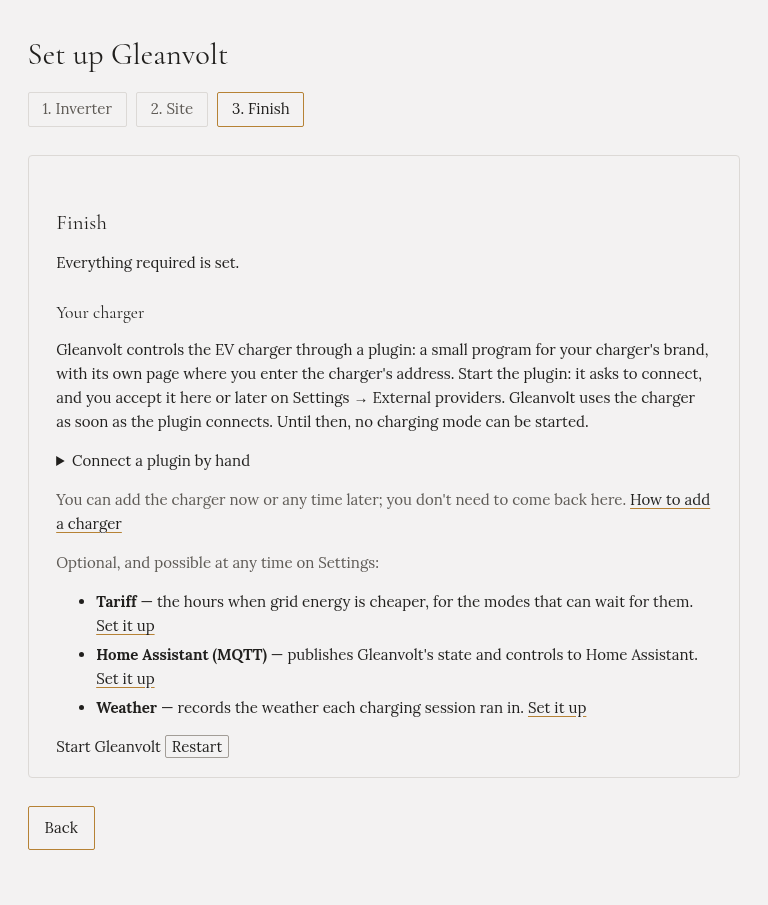 Set up Gleanvolt
1. Inverter
2. Site
3. Finish
Finish
Everything required is set.
Your charger
Gleanvolt controls the EV charger through a plugin: a small program for your charger's brand,
with its own page where you enter the charger's address. Start the plugin: it asks to connect,
and you accept it here or later on Settings → External providers. Gleanvolt uses the charger
as soon as the plugin connects. Until then, no charging mode can be started.
▶ Connect a plugin by hand
You can add the charger now or any time later; you don't need to come back here. How to add
a charger
Optional, and possible at any time on Settings:
• Tariff — the hours when grid energy is cheaper, for the modes that can wait for them.
Set it up
• Home Assistant (MQTT) — publishes Gleanvolt's state and controls to Home Assistant.
Set it up
• Weather — records the weather each charging session ran in. Set it up
Start Gleanvolt Restart
Back